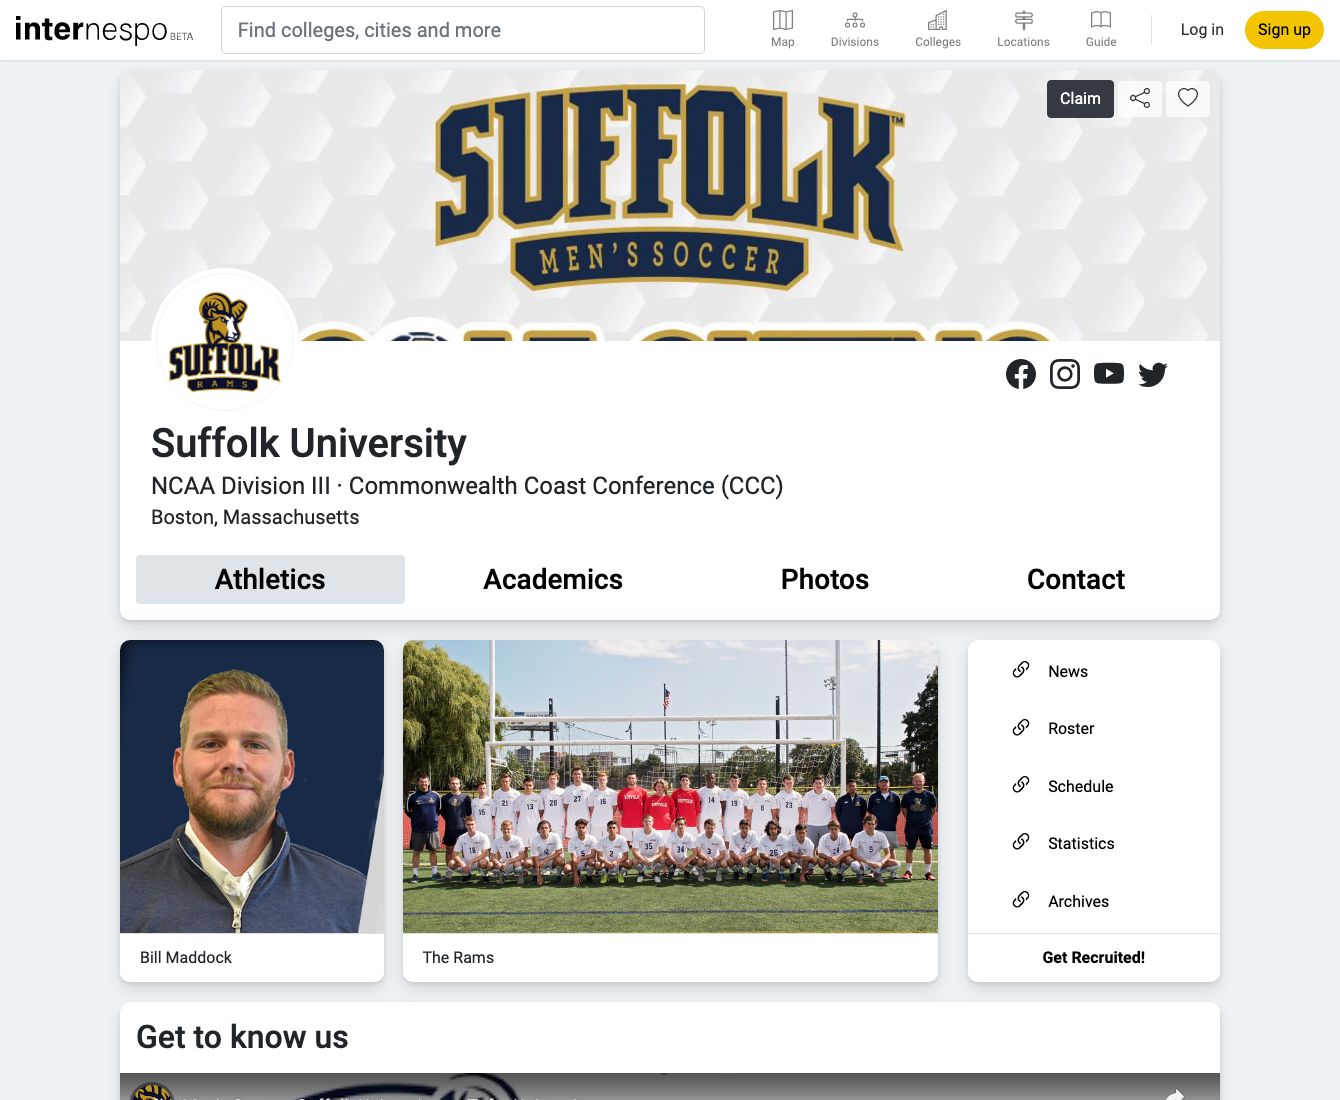 internespo BETA
Find colleges, cities and more
Map
Divisions
Colleges
Locations
Guide
Log in
Sign up
Claim
SUFFOLK™
MEN'S SOCCER
SUFFOLK
RAMS
Suffolk University
NCAA Division III · Commonwealth Coast Conference (CCC)
Boston, Massachusetts
Athletics
Academics
Photos
Contact
Bill Maddock
The Rams
News
Roster
Schedule
Statistics
Archives
Get Recruited!
Get to know us